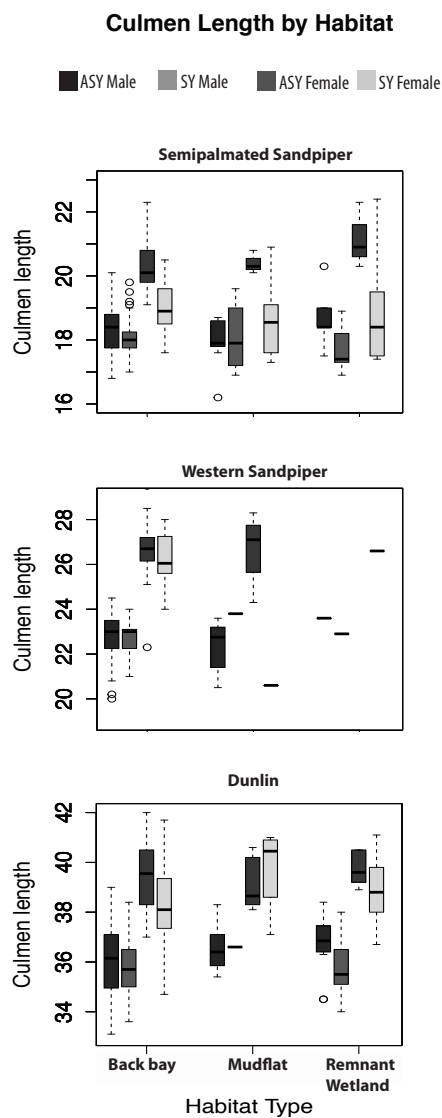 Culmen Length by Habitat
ASY Male SY Male ASY Female SY Female
Semipalmated Sandpiper
Culmen length
22
20
18
16
Western Sandpiper
Culmen length
28
26
24
22
20
Dunlin
Culmen length
42
40
38
36
34
Back bay Mudflat Remnant
Wetland
Habitat Type